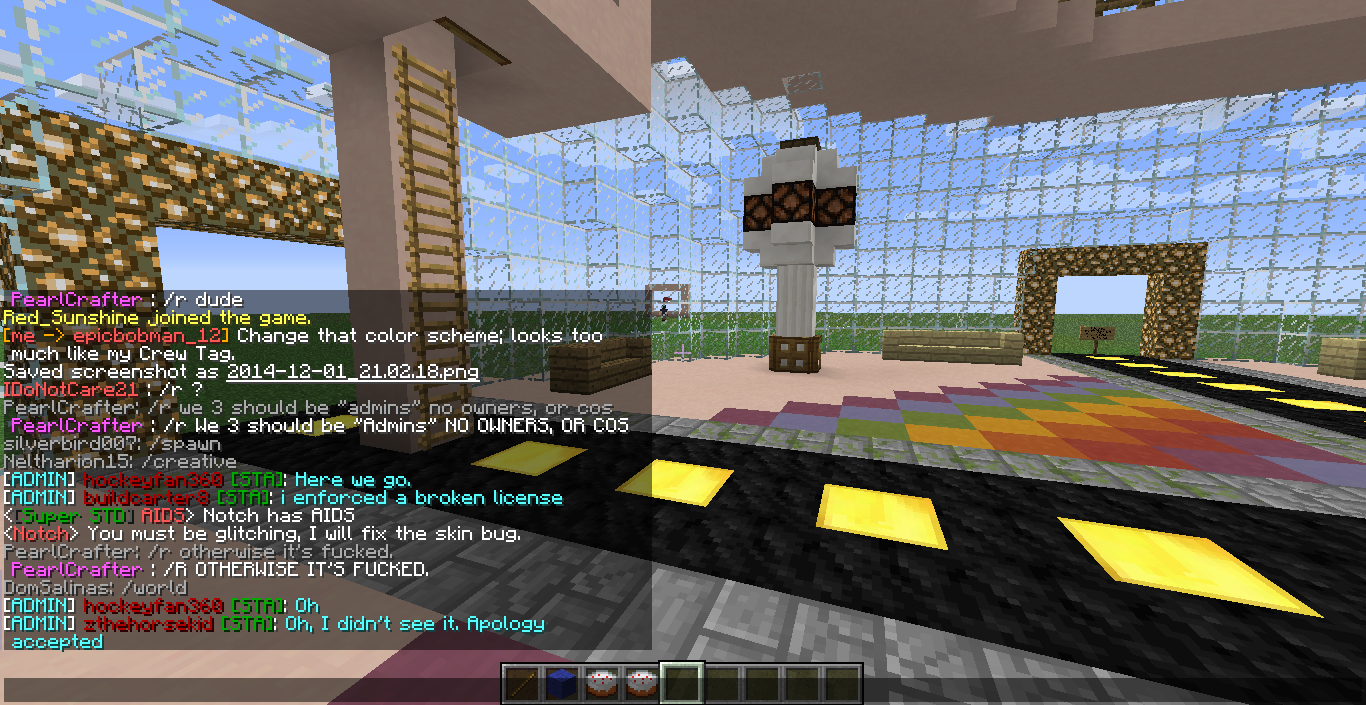 PearlCrafter : /r dude
Red_Sunshine joined the game.
[me -> epicbobman_12] Change that color scheme; looks too
much like my Crew Tag.
Saved screenshot as 2014-12-01_21.02.18.png
IDoNotCare21 : /r ?
PearlCrafter: /r we 3 should be "admins" no owners, or cos
PearlCrafter : /r We 3 should be "Admins" NO OWNERS, OR COS
silverbird007: /spawn
Neltharion15: /creative
[ADMIN] hockeyfan360 [STA]: Here we go.
[ADMIN] buildcarter8 [STA]: i enforced a broken license
<[Super STD] AIDS> Notch has AIDS
<Notch> You must be glitching, I will fix the skin bug.
PearlCrafter: /r otherwise it's fucked.
PearlCrafter : /R OTHERWISE IT'S FUCKED.
DomSalinas: /world
[ADMIN] hockeyfan360 [STA]: Oh
[ADMIN] zthehorsekid [STA]: Oh, I didn't see it. Apology
accepted